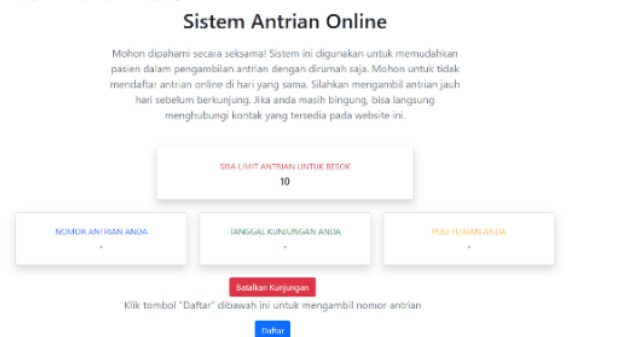 Sistem Antrian Online
Mohon dipahami secara seksama! Sistem ini digunakan untuk memudahkan
pasien dalam pengambilan antrian dengan dirumah saja. Mohon untuk tidak
mendaftar antrian online di hari yang sama. Silahkan mengambil antrian jauh
hari sebelum berkunjung. Jika anda masih bingung, bisa langsung
menghubungi kontak yang tersedia pada website ini.
SISA LIMIT ANTRIAN UNTUK BESOK
10
NOMOR ANTRIAN ANDA
-
TANGGAL KUNJUNGAN ANDA
-
POLI TUJUAN ANDA
-
Batalkan Kunjungan
Klik tombol "Daftar" dibawah ini untuk mengambil nomor antrian
Daftar